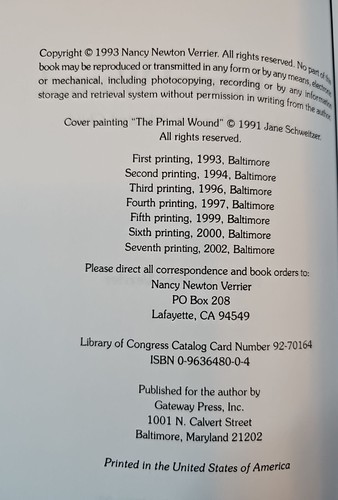 Copyright © 1993 Nancy Newton Verrier. All rights reserved. No part of this
book may be reproduced or transmitted in any form or by any means, electronic
or mechanical, including photocopying, recording or by any information
storage and retrieval system without permission in writing from the author.
Cover painting "The Primal Wound" © 1991 Jane Schweitzer.
All rights reserved.
First printing, 1993, Baltimore
Second printing, 1994, Baltimore
Third printing, 1996, Baltimore
Fourth printing, 1997, Baltimore
Fifth printing, 1999, Baltimore
Sixth printing, 2000, Baltimore
Seventh printing, 2002, Baltimore
Please direct all correspondence and book orders to:
Nancy Newton Verrier
PO Box 208
Lafayette, CA 94549
Library of Congress Catalog Card Number 92-70164
ISBN 0-9636480-0-4
Published for the author by
Gateway Press, Inc.
1001 N. Calvert Street
Baltimore, Maryland 21202
Printed in the United States of America